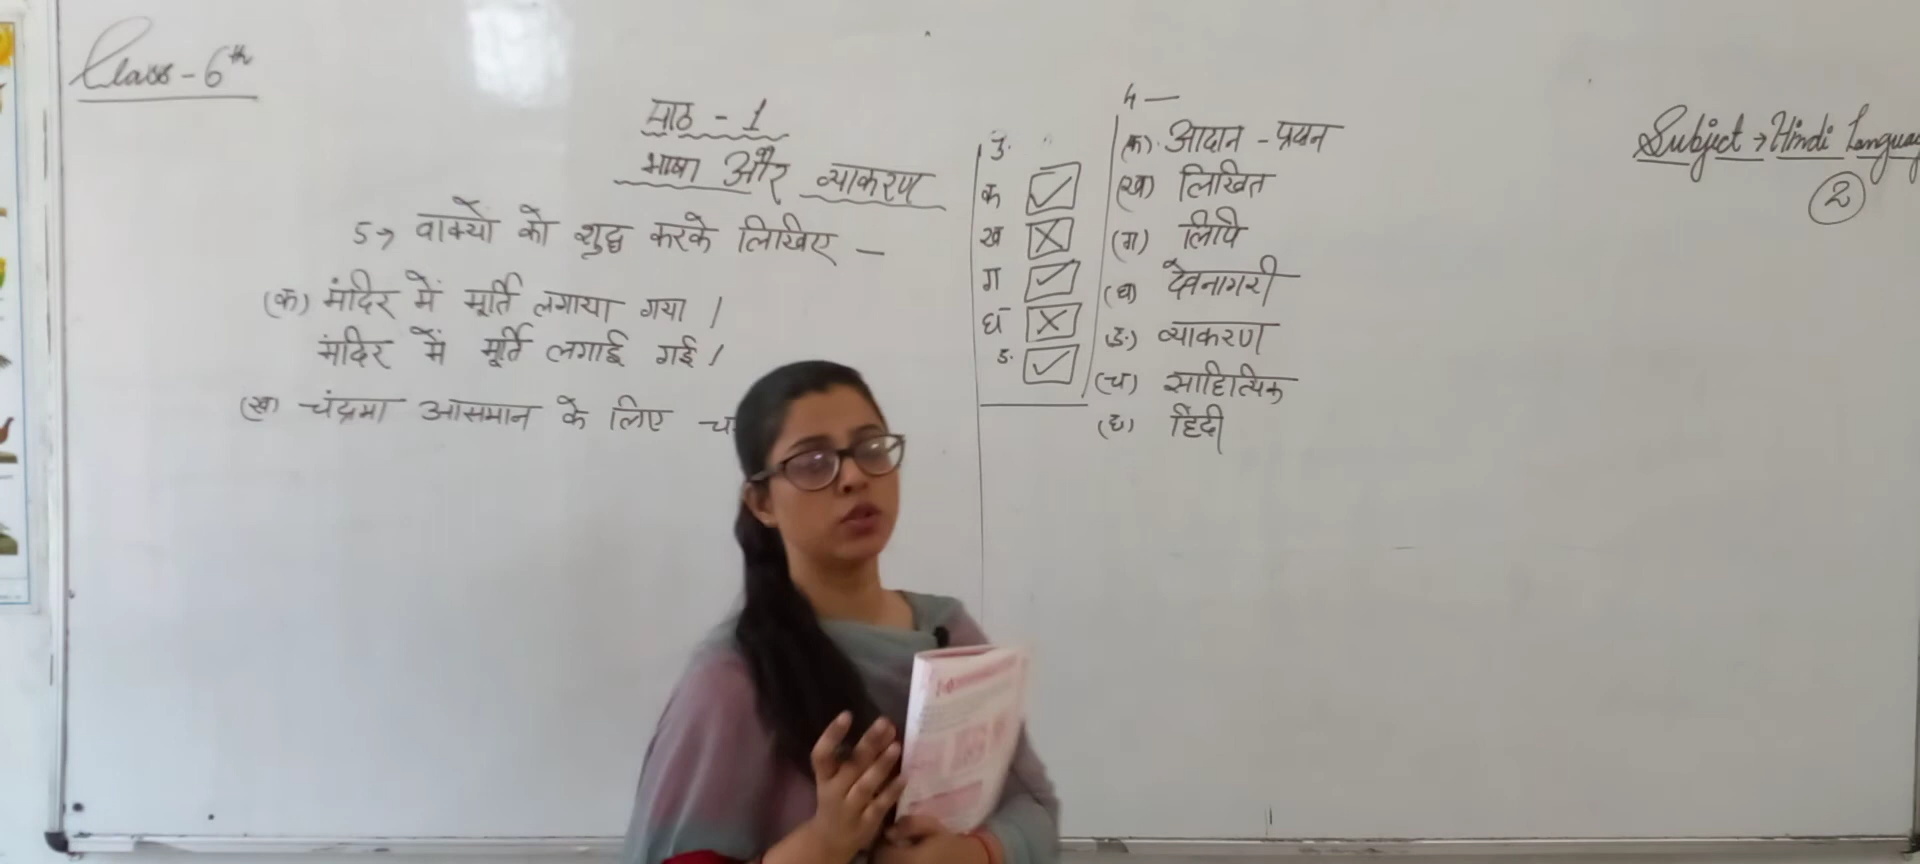 Class - 6th
पाठ - 1
भाषा और व्याकरण
5→ वाक्यों को शुद्ध करके लिखिए –
(क) मंदिर में मूर्ति लगाया गया ।
मंदिर में मूर्ति लगाई गई ।
(ख) चंद्रमा आसमान के लिए
3.
क ✓
ख ✗
ग ✓
घ ✗
ङ ✓
4 —
(क). आदान - प्रदान
(ख) लिखित
(ग) लिपि
(घ) देवनागरी
ङ) व्याकरण
(च) साहित्यिक
(छ) हिंदी
Subject → Hindi
2